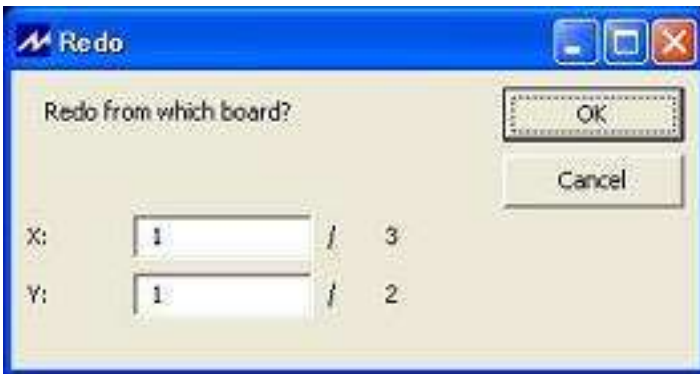 Redo
Redo from which board?
OK
Cancel
X: 1 / 3
Y: 1 / 2